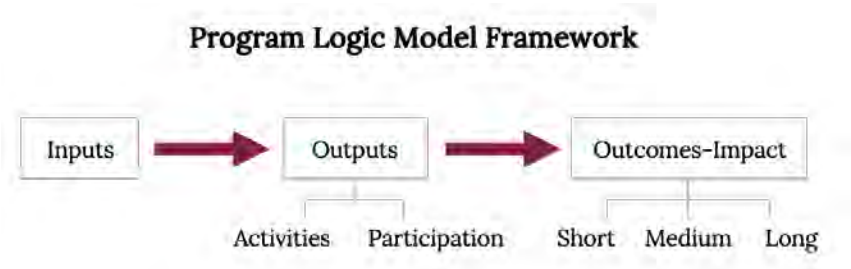 Program Logic Model Framework
Inputs Outputs Outcomes-Impact
Activities Participation Short Medium Long